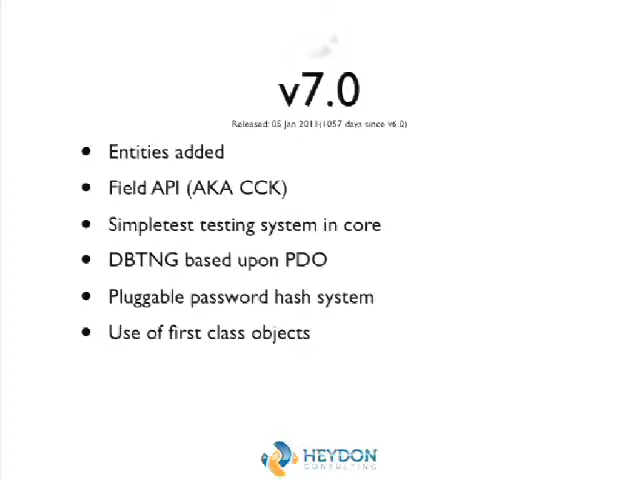 v7.0
Released: 05 Jan 2011(1057 days since v6.0)
• Entities added
• Field API (AKA CCK)
• Simpletest testing system in core
• DBTNG based upon PDO
• Pluggable password hash system
• Use of first class objects
HEYDON
CONSULTING